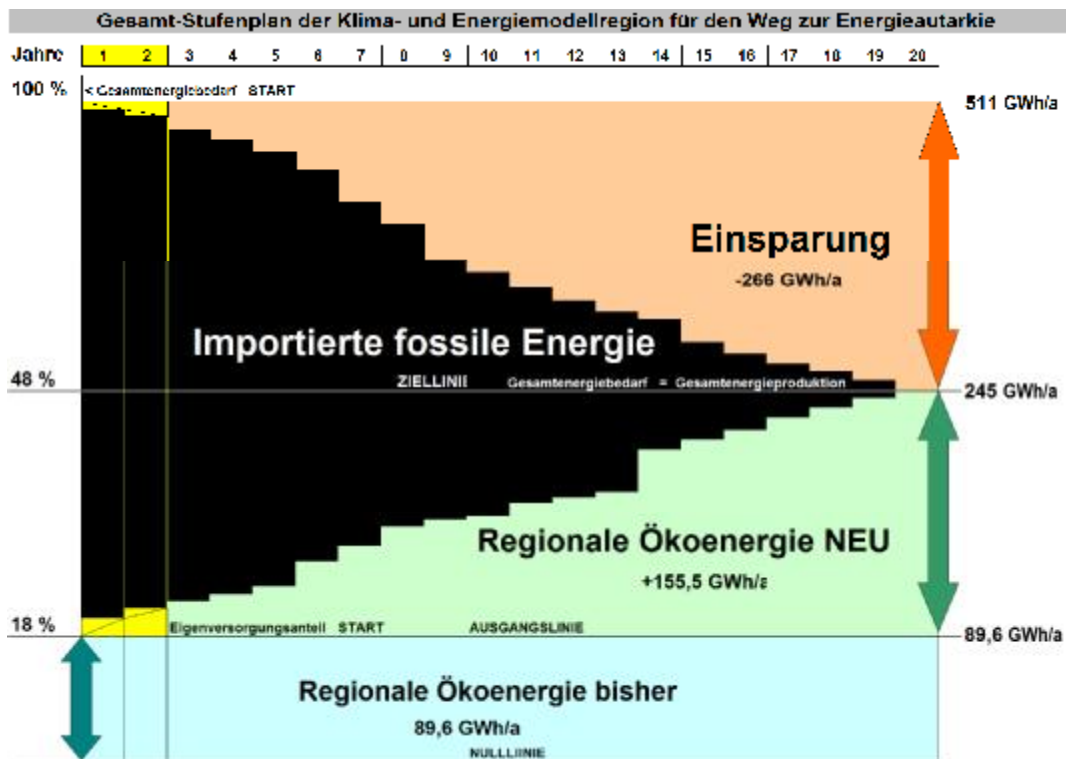 Gesamt-Stufenplan der Klima- und Energiemodellregion für den Weg zur Energieautarkie
Jahre 1 2 3 4 5 6 7 8 9 10 11 12 13 14 15 16 17 18 19 20
100 % < Gesamtenergiebedarf START 511 GWh/a
Einsparung
-266 GWh/a
Importierte fossile Energie
48 % ZIELLINIE Gesamtenergiebedarf = Gesamtenergieproduktion 245 GWh/a
Regionale Ökoenergie NEU
+155,5 GWh/a
18 % Eigenversorgungsanteil START AUSGANGSLINIE 89,6 GWh/a
Regionale Ökoenergie bisher
89,6 GWh/a
NULLLIINIE